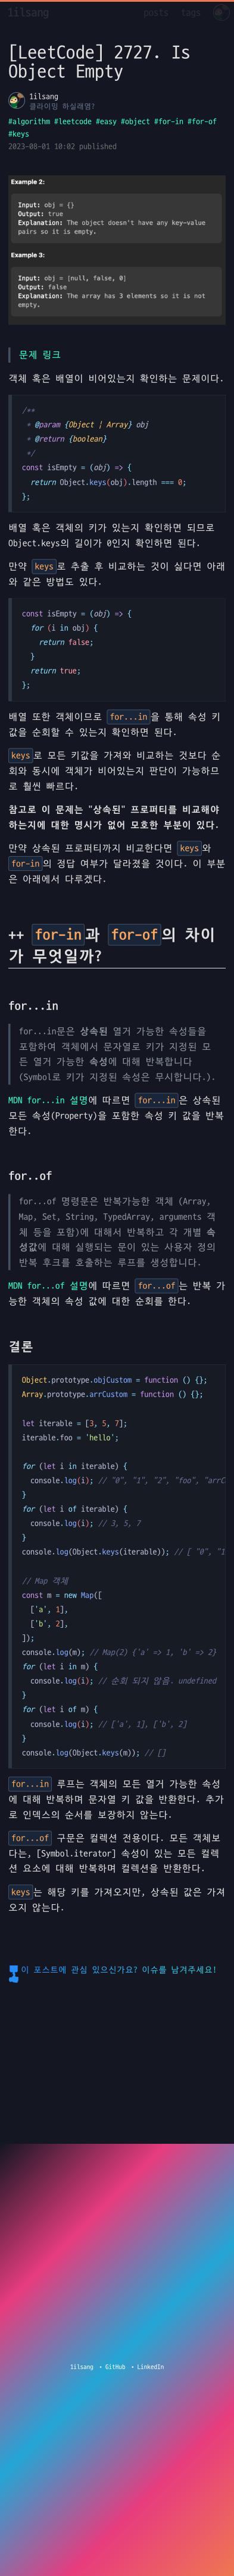 1ilsang
posts tags
[LeetCode] 2727. Is
Object Empty
1ilsang
클라이밍 하실래염?
#algorithm #leetcode #easy #object #for-in #for-of
#keys
2023-08-01 10:02 published
Example 2:
Input: obj = {}
Output: true
Explanation: The object doesn't have any key-value
pairs so it is empty.
Example 3:
Input: obj = [null, false, 0]
Output: false
Explanation: The array has 3 elements so it is not
empty.
문제 링크
객체 혹은 배열이 비어있는지 확인하는 문제이다.
/**
 * @param {Object | Array} obj
 * @return {boolean}
 */
const isEmpty = (obj) => {
  return Object.keys(obj).length === 0;
};
배열 혹은 객체의 키가 있는지 확인하면 되므로
Object.keys의 길이가 0인지 확인하면 된다.
만약 keys로 추출 후 비교하는 것이 싫다면 아래
와 같은 방법도 있다.
const isEmpty = (obj) => {
  for (i in obj) {
    return false;
  }
  return true;
};
배열 또한 객체이므로 for...in을 통해 속성 키
값을 순회할 수 있는지 확인하면 된다.
keys로 모든 키값을 가져와 비교하는 것보다 순
회와 동시에 객체가 비어있는지 판단이 가능하므
로 훨씬 빠르다.
참고로 이 문제는 "상속된" 프로퍼티를 비교해야
하는지에 대한 명시가 없어 모호한 부분이 있다.
만약 상속된 프로퍼티까지 비교한다면 keys와
for-in의 정답 여부가 달라졌을 것이다. 이 부분
은 아래에서 다루겠다.
++ for-in과 for-of의 차이
가 무엇일까?
for...in
for...in문은 상속된 열거 가능한 속성들을
포함하여 객체에서 문자열로 키가 지정된 모
든 열거 가능한 속성에 대해 반복합니다
(Symbol로 키가 지정된 속성은 무시합니다.).
MDN for...in 설명에 따르면 for...in은 상속된
모든 속성(Property)을 포함한 속성 키 값을 반복
한다.
for..of
for...of 명령문은 반복가능한 객체 (Array,
Map, Set, String, TypedArray, arguments 객
체 등을 포함)에 대해서 반복하고 각 개별 속
성값에 대해 실행되는 문이 있는 사용자 정의
반복 후크를 호출하는 루프를 생성합니다.
MDN for...of 설명에 따르면 for...of는 반복 가
능한 객체의 속성 값에 대한 순회를 한다.
결론
Object.prototype.objCustom = function () {};
Array.prototype.arrCustom = function () {};
let iterable = [3, 5, 7];
iterable.foo = 'hello';
for (let i in iterable) {
  console.log(i); // "0", "1", "2", "foo", "arrC
}
for (let i of iterable) {
  console.log(i); // 3, 5, 7
}
console.log(Object.keys(iterable)); // [ "0", "1
// Map 객체
const m = new Map([
  ['a', 1],
  ['b', 2],
]);
console.log(m); // Map(2) {'a' => 1, 'b' => 2}
for (let i in m) {
  console.log(i); // 순회 되지 않음. undefined
}
for (let i of m) {
  console.log(i); // ['a', 1], ['b', 2]
}
console.log(Object.keys(m)); // []
for...in 루프는 객체의 모든 열거 가능한 속성
에 대해 반복하며 문자열 키 값을 반환한다. 추가
로 인덱스의 순서를 보장하지 않는다.
for...of 구문은 컬렉션 전용이다. 모든 객체보
다는, [Symbol.iterator] 속성이 있는 모든 컬렉
션 요소에 대해 반복하며 컬렉션을 반환한다.
keys는 해당 키를 가져오지만, 상속된 값은 가져
오지 않는다.
이 포스트에 관심 있으신가요? 이슈를 남겨주세요!
1ilsang • GitHub • LinkedIn